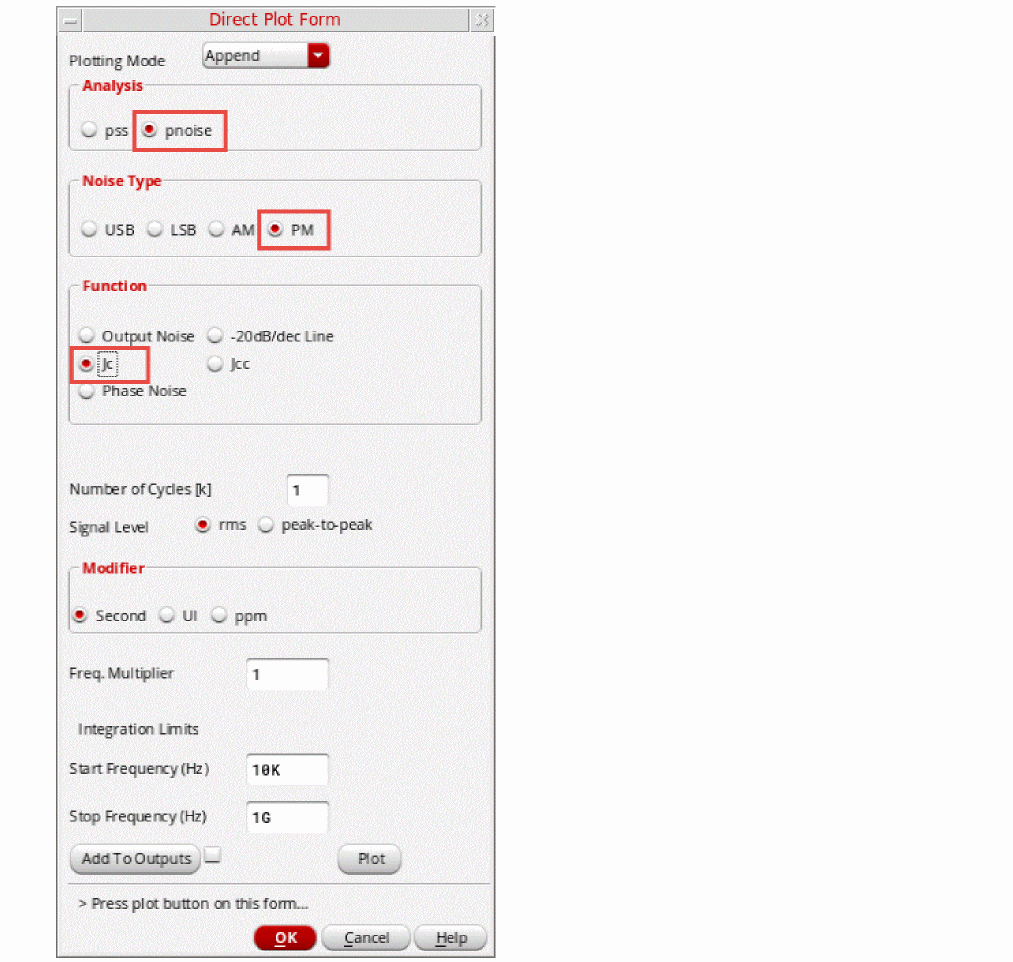 Direct Plot Form
Plotting Mode Append
Analysis
pss pnoise
Noise Type
USB LSB AM PM
Function
Output Noise -20dB/dec Line
Jc Jcc
Phase Noise
Number of Cycles [k] 1
Signal Level rms peak-to-peak
Modifier
Second UI ppm
Freq. Multiplier 1
Integration Limits
Start Frequency (Hz) 10K
Stop Frequency (Hz) 1G
Add To Outputs Plot
> Press plot button on this form...
OK Cancel Help